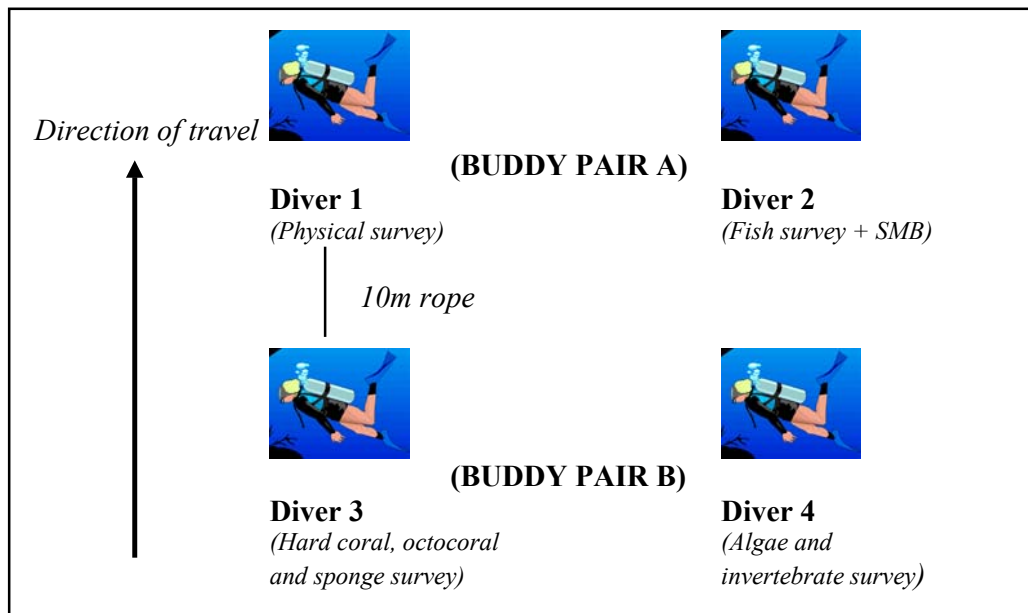 Direction of travel
(BUDDY PAIR A)
Diver 1
(Physical survey)
Diver 2
(Fish survey + SMB)
10m rope
(BUDDY PAIR B)
Diver 3
(Hard coral, octocoral
and sponge survey)
Diver 4
(Algae and
invertebrate survey)